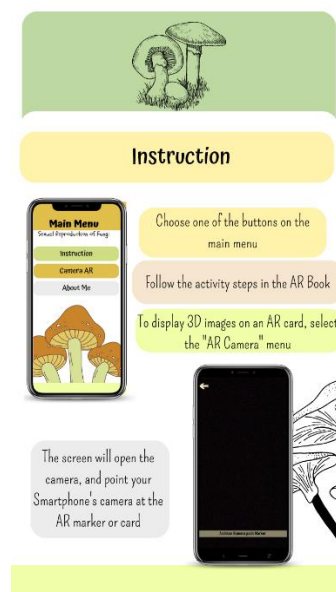 Instruction
Main Menu
Sexual Reproduction of Fungi
Instruction
Camera AR
About Me
Choose one of the buttons on the
main menu
Follow the activity steps in the AR Book
To display 3D images on an AR card, select
the "AR Camera" menu
The screen will open the
camera, and point your
Smartphone's camera at the
AR marker or card